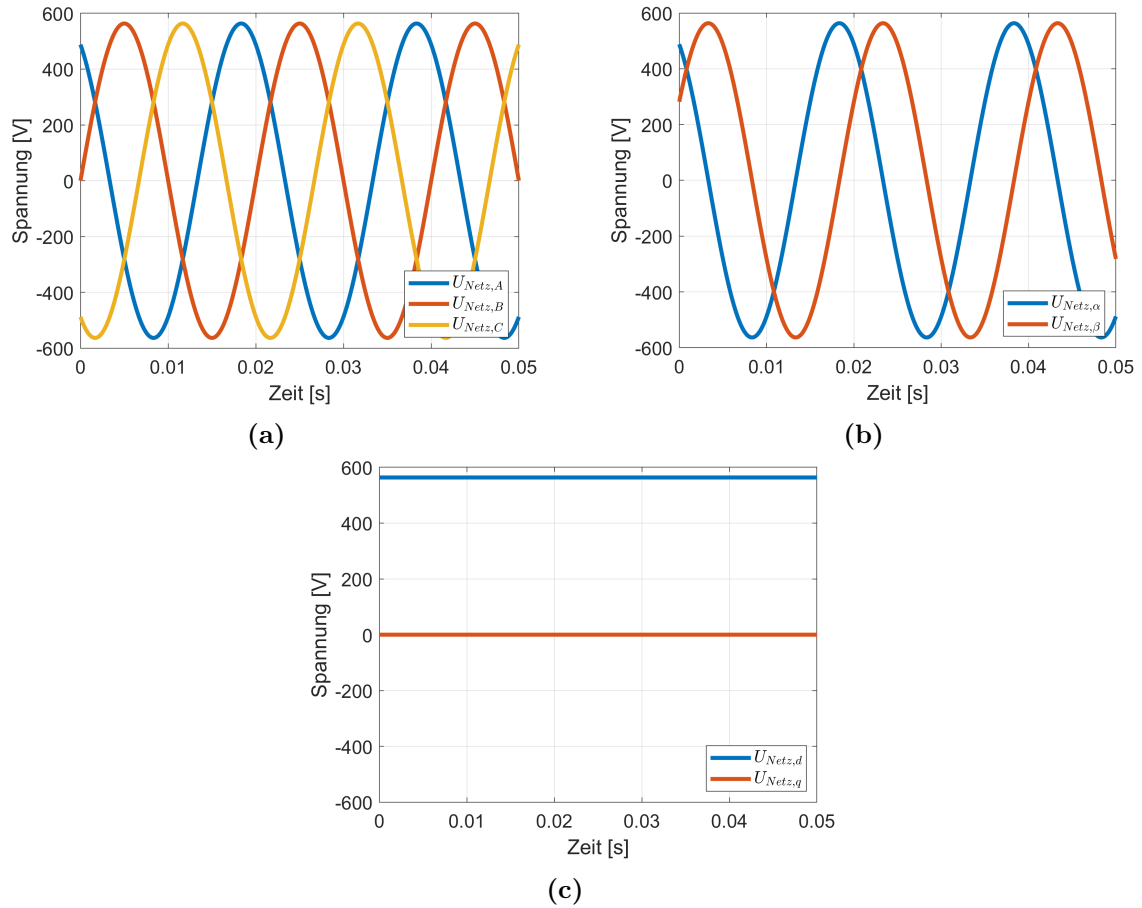 600
400
200
0
-200
-400
-600
Spannung [V]
U_{Netz,A}
U_{Netz,B}
U_{Netz,C}
0 0.01 0.02 0.03 0.04 0.05
Zeit [s]
(a)
600
400
200
0
-200
-400
-600
Spannung [V]
U_{Netz,α}
U_{Netz,β}
0 0.01 0.02 0.03 0.04 0.05
Zeit [s]
(b)
600
400
200
0
-200
-400
-600
Spannung [V]
U_{Netz,d}
U_{Netz,q}
0 0.01 0.02 0.03 0.04 0.05
Zeit [s]
(c)